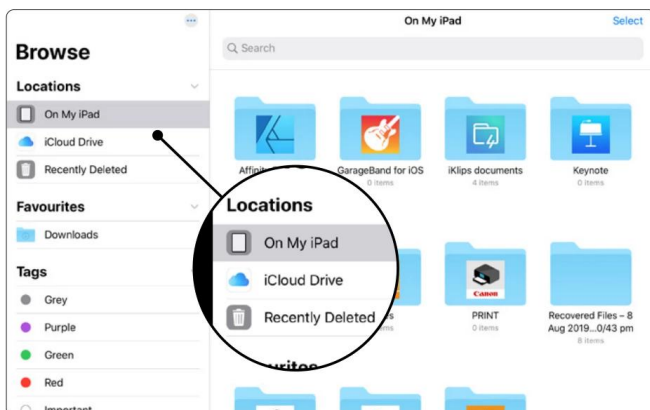 On My iPad
Select
Browse
Search
Locations
On My iPad
iCloud Drive
Recently Deleted
Favourites
Downloads
Tags
Grey
Purple
Green
Red
Important
GarageBand for iOS
0 items
iKlips documents
4 items
Keynote
0 items
Canon
PRINT
0 items
Recovered Files – 8
Aug 2019...0/43 pm
8 items
Locations
On My iPad
iCloud Drive
Recently Deleted